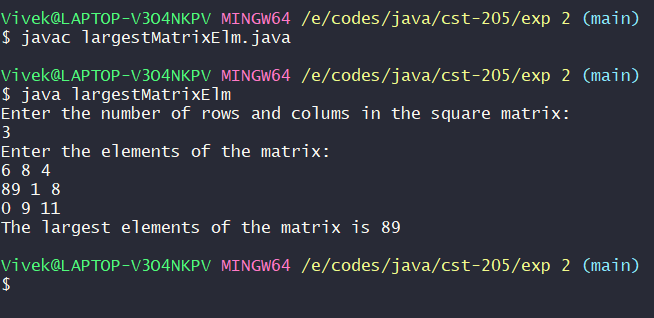 Vivek@LAPTOP-V3O4NKPV MINGW64 /e/codes/java/cst-205/exp 2 (main)
$ javac largestMatrixElm.java
Vivek@LAPTOP-V3O4NKPV MINGW64 /e/codes/java/cst-205/exp 2 (main)
$ java largestMatrixElm
Enter the number of rows and colums in the square matrix:
3
Enter the elements of the matrix:
6 8 4
89 1 8
0 9 11
The largest elements of the matrix is 89
Vivek@LAPTOP-V3O4NKPV MINGW64 /e/codes/java/cst-205/exp 2 (main)
$